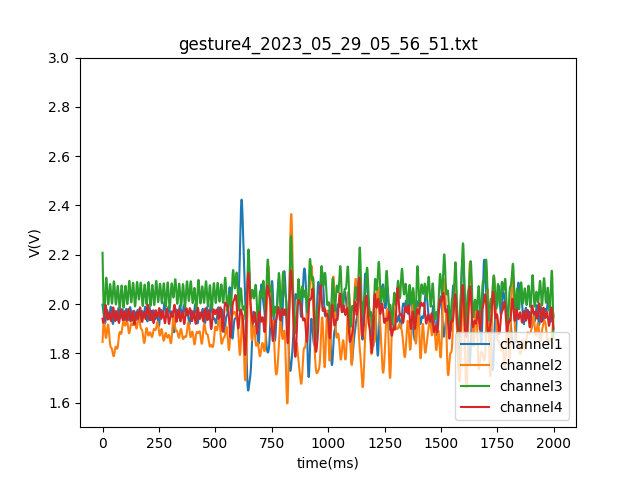 gesture4_2023_05_29_05_56_51.txt
3.0
2.8
2.6
2.4
2.2
2.0
1.8
1.6
V(V)
channel1
channel2
channel3
channel4
0 250 500 750 1000 1250 1500 1750 2000
time(ms)